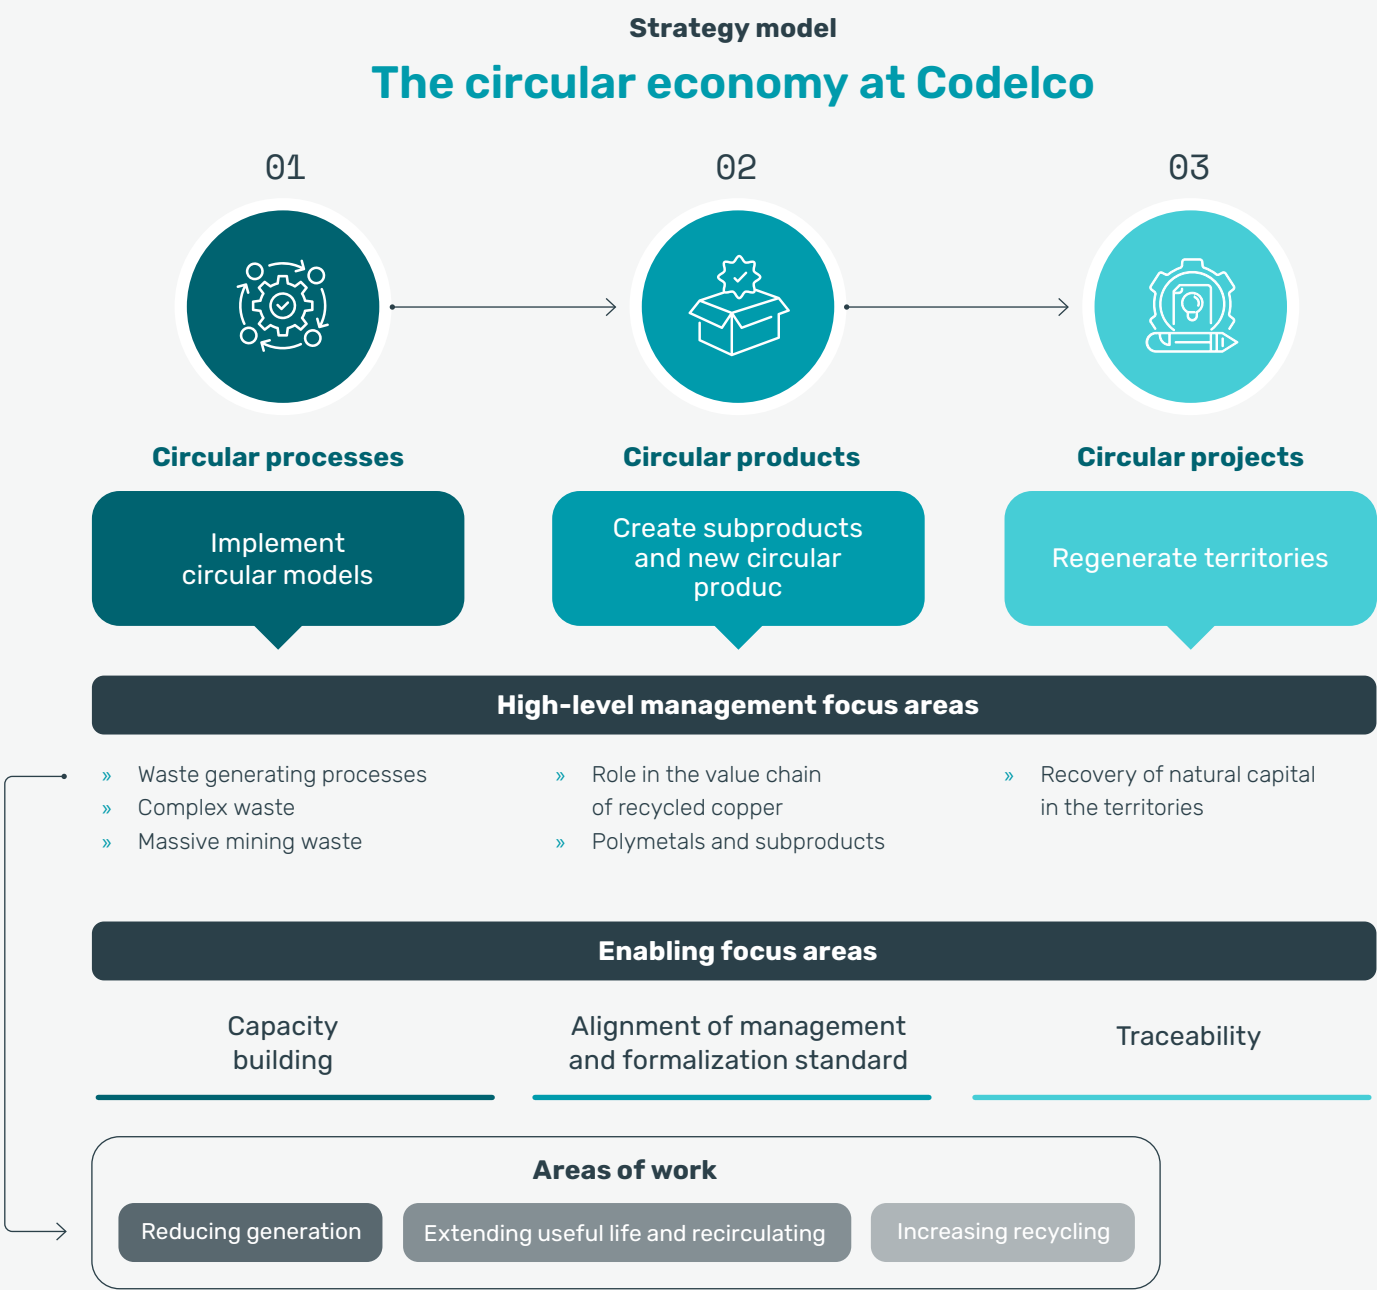 Strategy model
The circular economy at Codelco
01
02
03
Circular processes
Circular products
Circular projects
Implement
circular models
Create subproducts
and new circular
produc
Regenerate territories
High-level management focus areas
» Waste generating processes
» Complex waste
» Massive mining waste
» Role in the value chain
of recycled copper
» Polymetals and subproducts
» Recovery of natural capital
in the territories
Enabling focus areas
Capacity
building
Alignment of management
and formalization standard
Traceability
Areas of work
Reducing generation
Extending useful life and recirculating
Increasing recycling